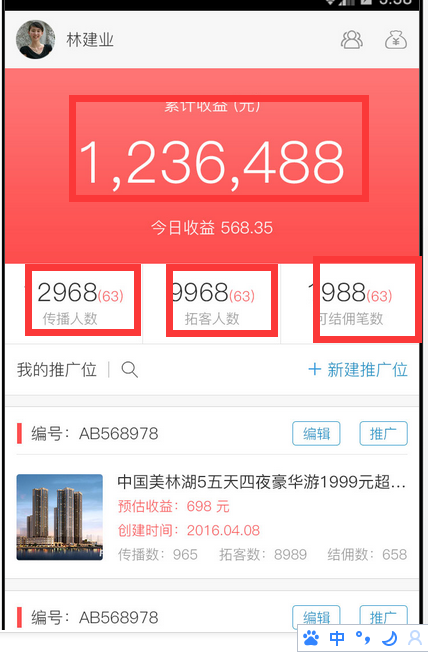 林建业
累计收益 (元)
1,236,488
今日收益 568.35
2968(63)
9968(63)
1988(63)
传播人数
拓客人数
可结佣笔数
我的推广位
+ 新建推广位
编号：AB568978
编辑
推广
中国美林湖5五天四夜豪华游1999元超...
预估收益：698 元
创建时间：2016.04.08
传播数：965
拓客数：8989
结佣数：658
编号：AB568978
编辑
推广
中